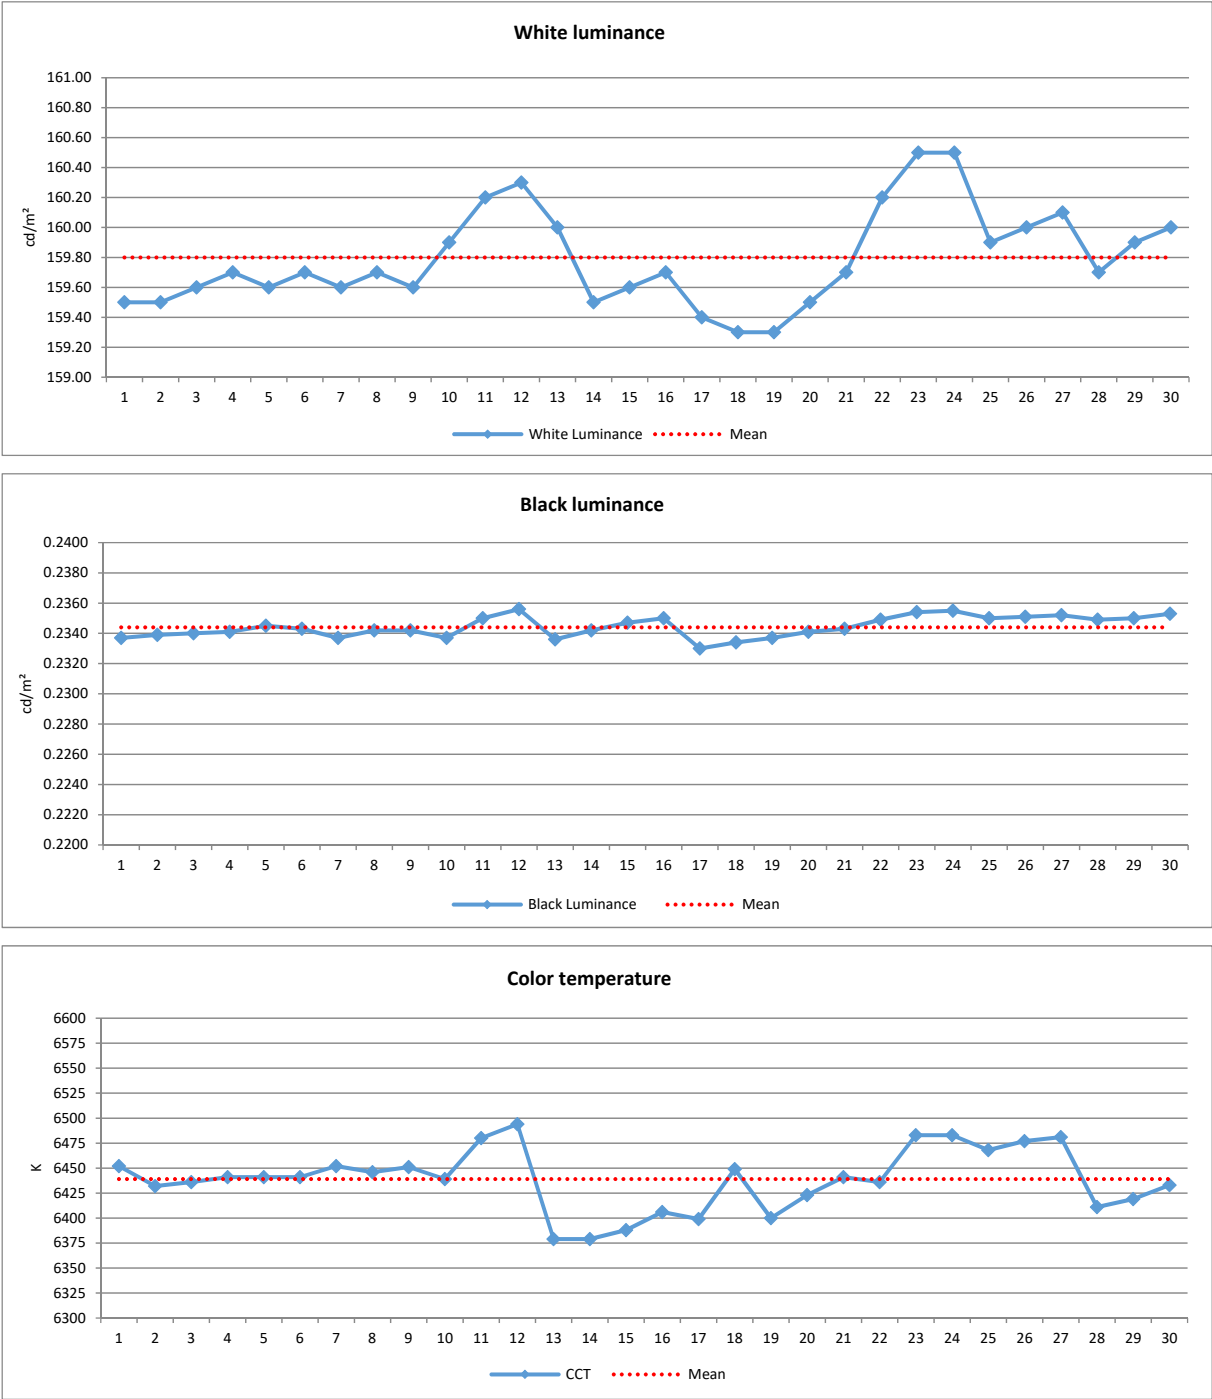 White luminance
161.00
160.80
160.60
160.40
160.20
160.00
159.80
159.60
159.40
159.20
159.00
cd/m²
1 2 3 4 5 6 7 8 9 10 11 12 13 14 15 16 17 18 19 20 21 22 23 24 25 26 27 28 29 30
White Luminance Mean
Black luminance
0.2400
0.2380
0.2360
0.2340
0.2320
0.2300
0.2280
0.2260
0.2240
0.2220
0.2200
cd/m²
1 2 3 4 5 6 7 8 9 10 11 12 13 14 15 16 17 18 19 20 21 22 23 24 25 26 27 28 29 30
Black Luminance Mean
Color temperature
6600
6575
6550
6525
6500
6475
6450
6425
6400
6375
6350
6325
6300
K
1 2 3 4 5 6 7 8 9 10 11 12 13 14 15 16 17 18 19 20 21 22 23 24 25 26 27 28 29 30
CCT Mean